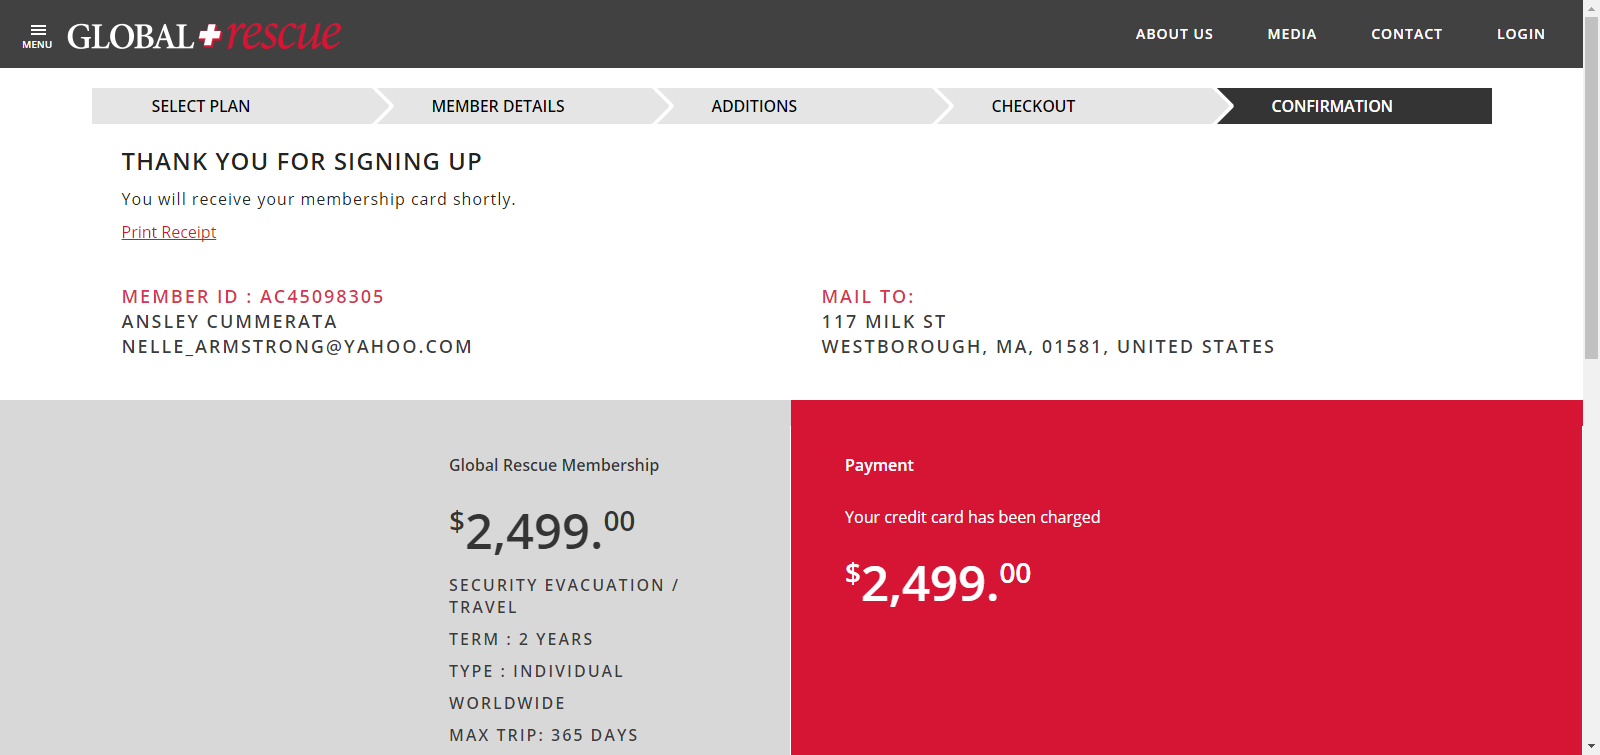 MENU
GLOBAL rescue
ABOUT US
MEDIA
CONTACT
LOGIN
SELECT PLAN
MEMBER DETAILS
ADDITIONS
CHECKOUT
CONFIRMATION
THANK YOU FOR SIGNING UP
You will receive your membership card shortly.
Print Receipt
MEMBER ID : AC45098305
ANSLEY CUMMERATA
NELLE_ARMSTRONG@YAHOO.COM
MAIL TO:
117 MILK ST
WESTBOROUGH, MA, 01581, UNITED STATES
Global Rescue Membership
$2,499.00
SECURITY EVACUATION /
TRAVEL
TERM : 2 YEARS
TYPE : INDIVIDUAL
WORLDWIDE
MAX TRIP: 365 DAYS
Payment
Your credit card has been charged
$2,499.00